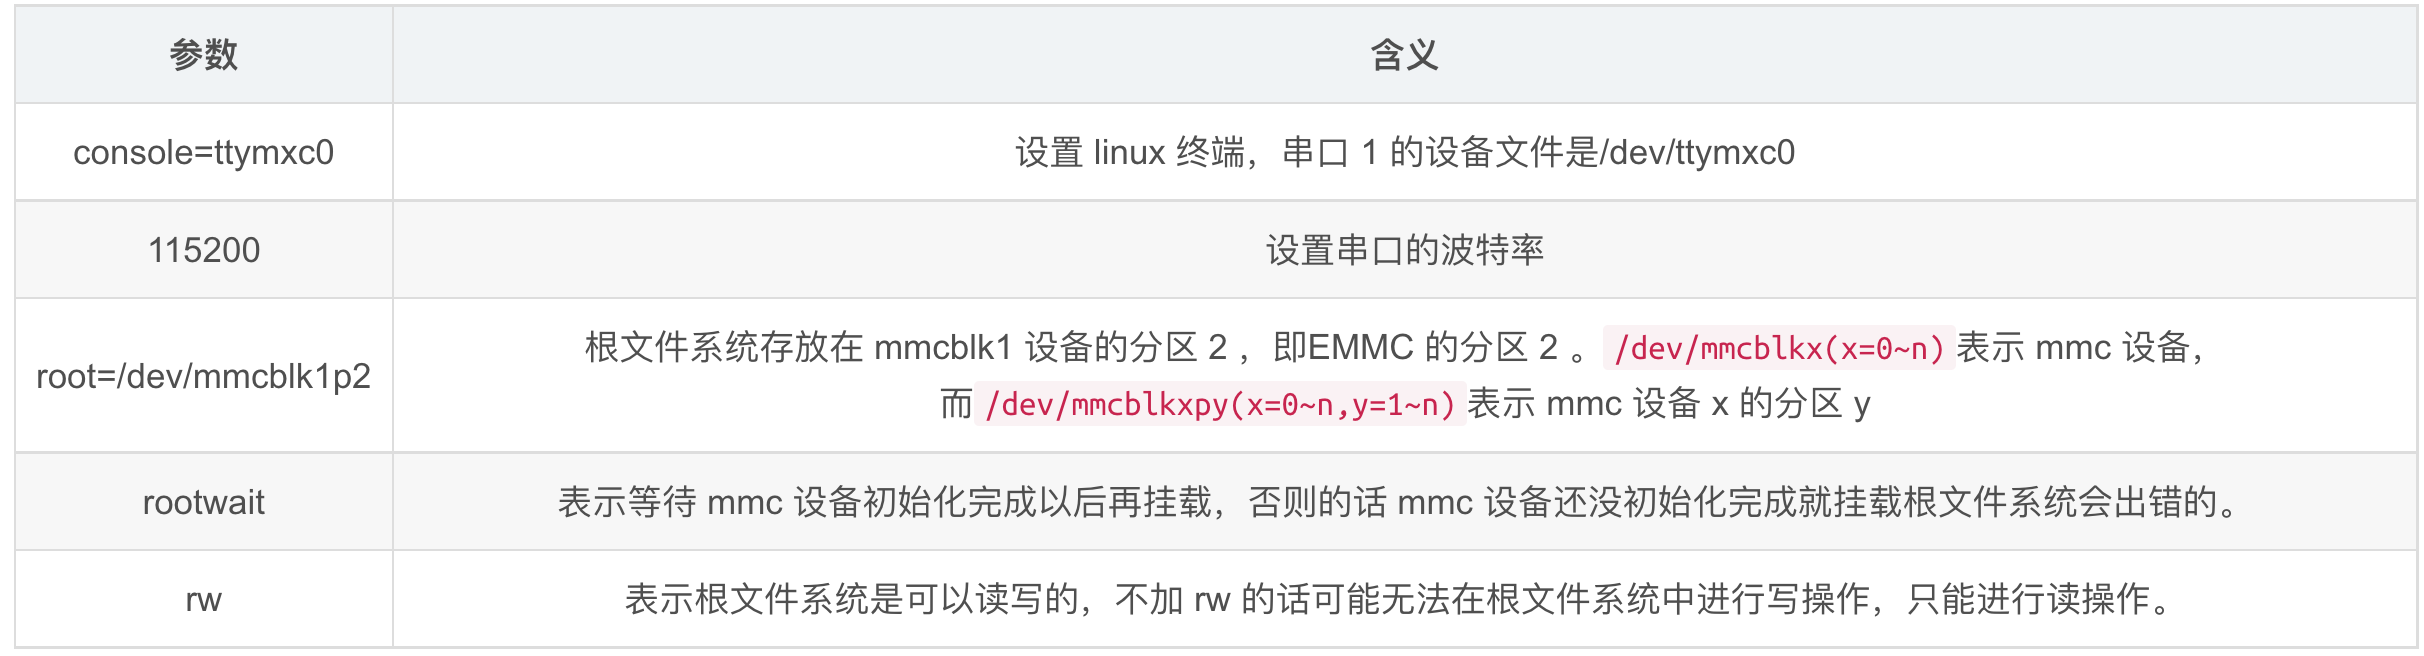 参数
含义
console=ttymxc0
设置 linux 终端，串口 1 的设备文件是/dev/ttymxc0
115200
设置串口的波特率
root=/dev/mmcblk1p2
根文件系统存放在 mmcblk1 设备的分区 2 ，即EMMC 的分区 2 。/dev/mmcblkx(x=0~n)表示 mmc 设备，
而/dev/mmcblkxpy(x=0~n,y=1~n)表示 mmc 设备 x 的分区 y
rootwait
表示等待 mmc 设备初始化完成以后再挂载，否则的话 mmc 设备还没初始化完成就挂载根文件系统会出错的。
rw
表示根文件系统是可以读写的，不加 rw 的话可能无法在根文件系统中进行写操作，只能进行读操作。